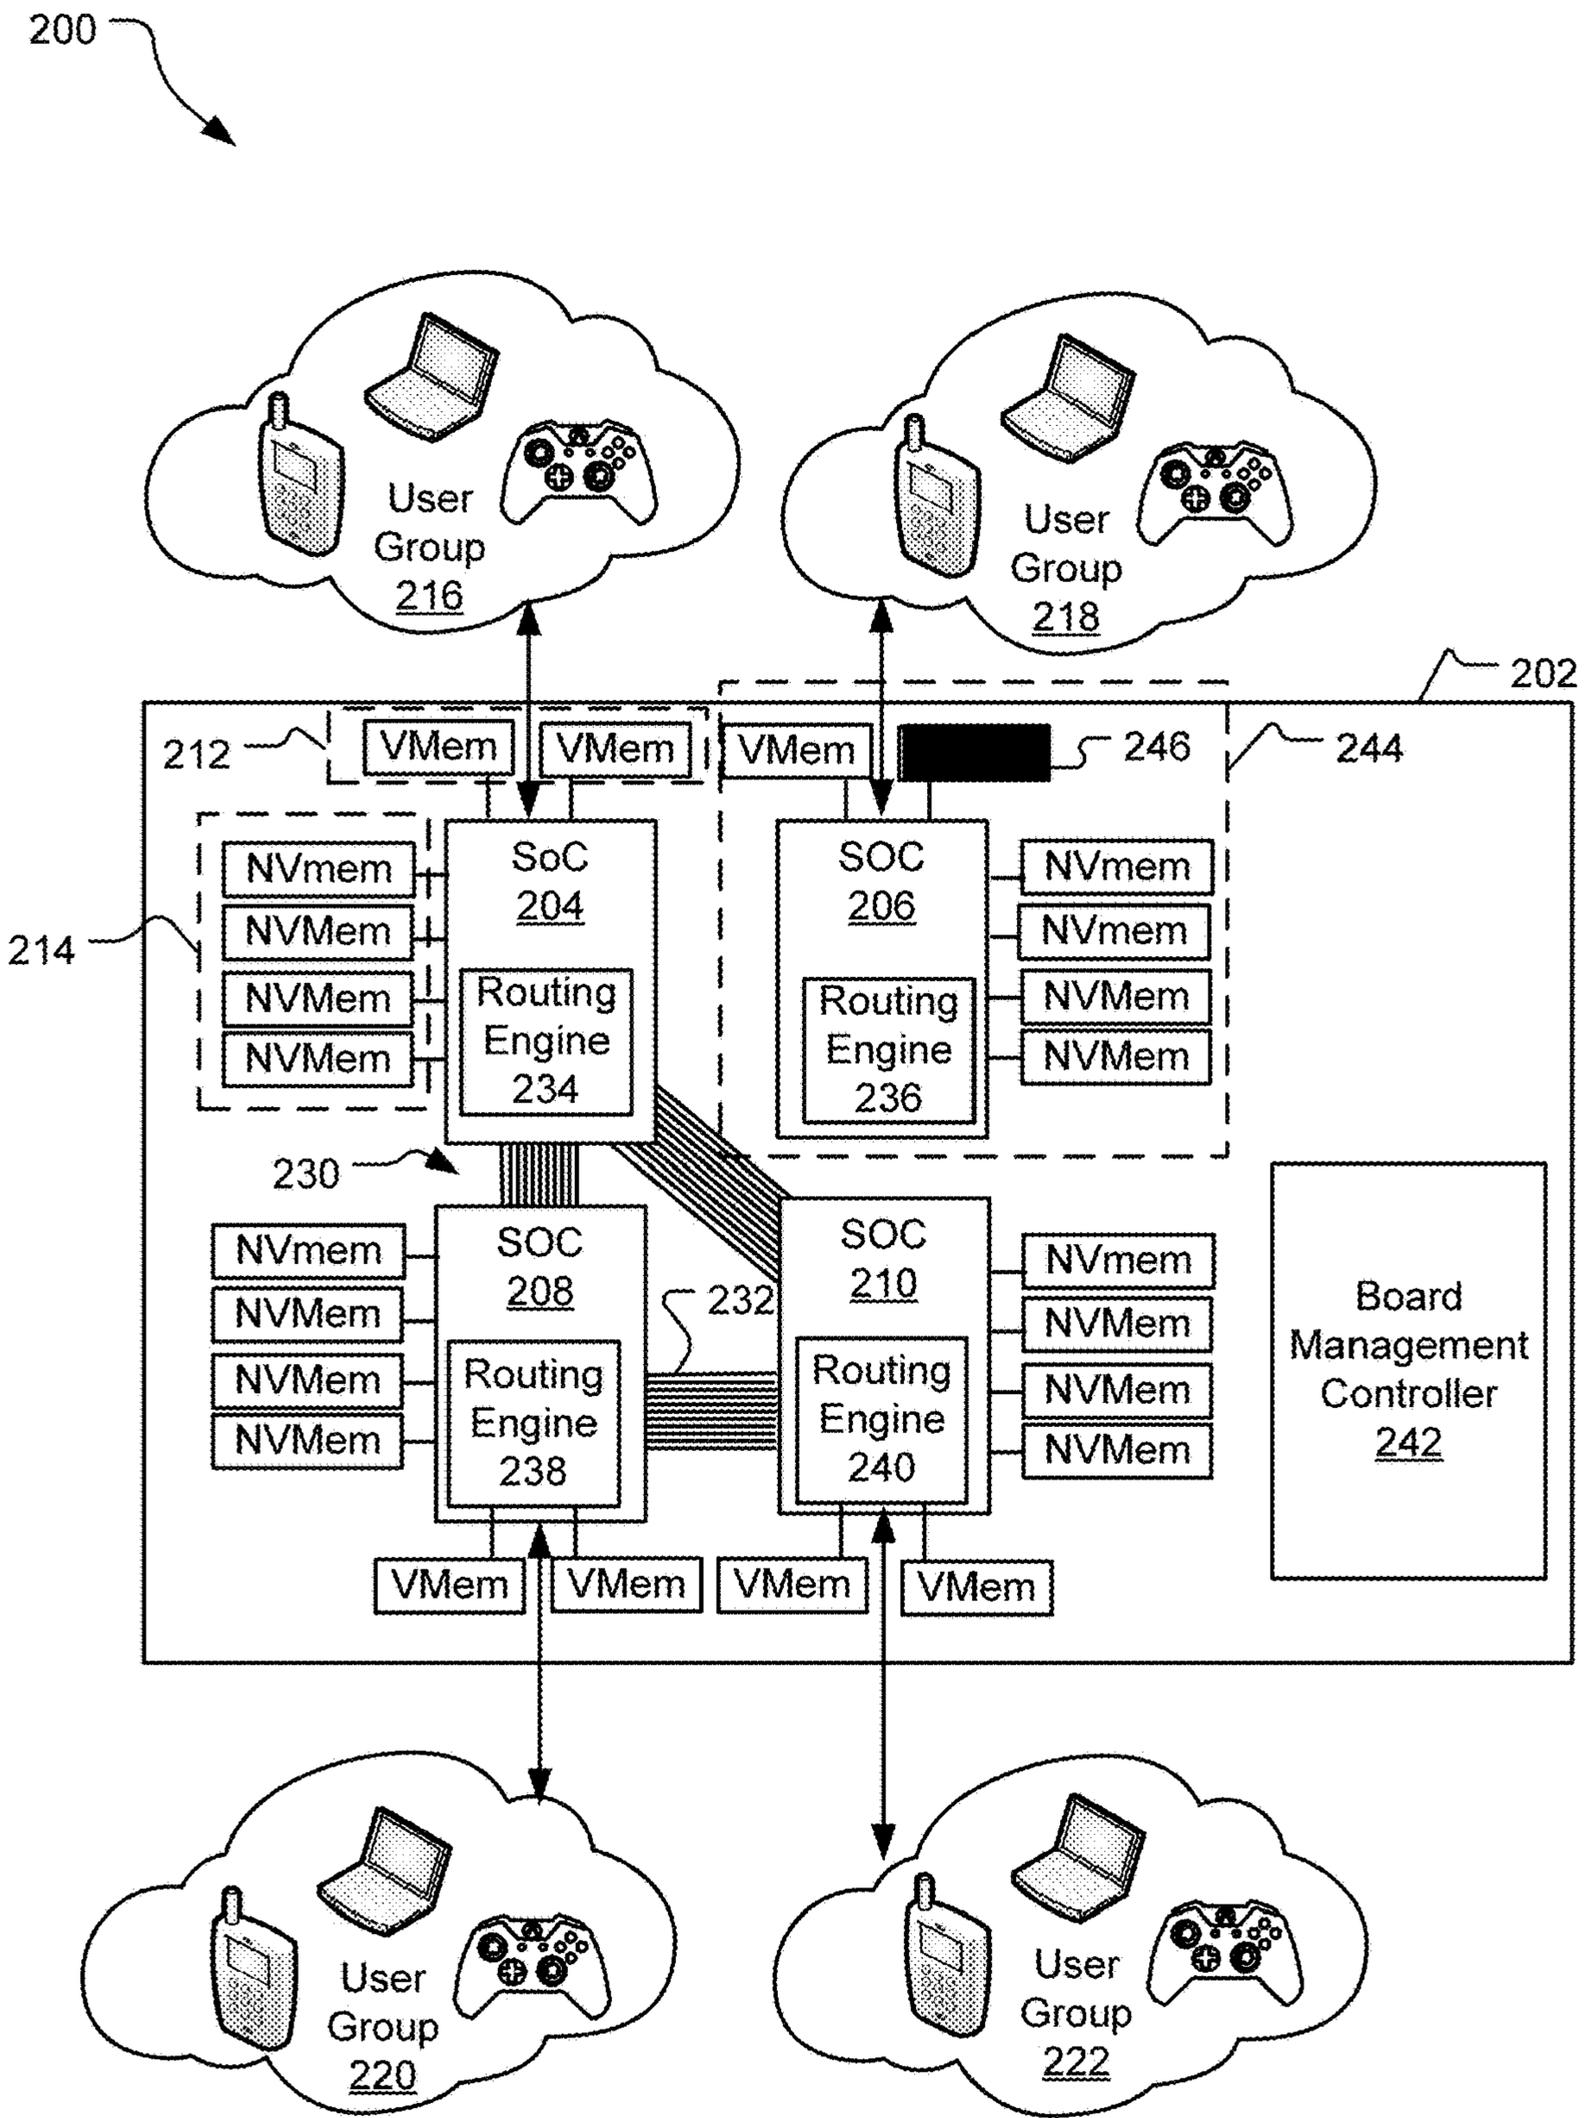 200
User
Group
216
User
Group
218
202
212
VMem
VMem
VMem
246
244
214
NVmem
NVMem
NVMem
NVMem
SoC
204
Routing
Engine
234
SOC
206
Routing
Engine
236
NVmem
NVmem
NVMem
NVMem
230
NVmem
NVMem
NVMem
NVMem
SOC
208
Routing
Engine
238
232
SOC
210
Routing
Engine
240
NVmem
NVMem
NVMem
NVMem
Board
Management
Controller
242
VMem
VMem
VMem
VMem
User
Group
220
User
Group
222